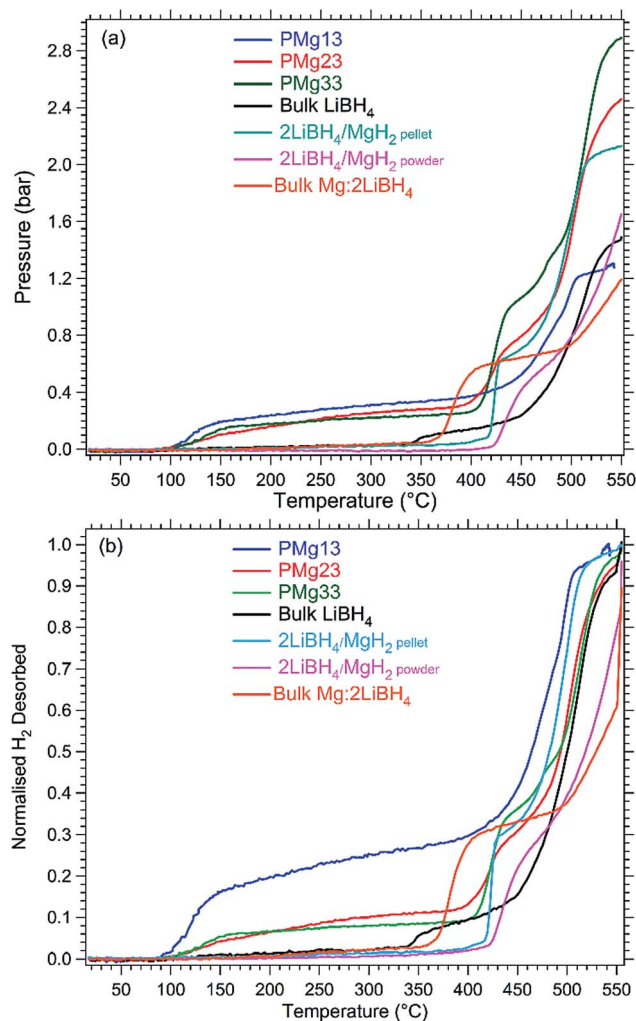 (a)
PMg13
PMg23
PMg33
Bulk LiBH4
2LiBH4/MgH2 pellet
2LiBH4/MgH2 powder
Bulk Mg:2LiBH4
Pressure (bar)
2.8
2.4
2.0
1.6
1.2
0.8
0.4
0.0
50 100 150 200 250 300 350 400 450 500 550
Temperature (°C)
(b)
PMg13
PMg23
PMg33
Bulk LiBH4
2LiBH4/MgH2 pellet
2LiBH4/MgH2 powder
Bulk Mg:2LiBH4
Normalised H2 Desorbed
1.0
0.9
0.8
0.7
0.6
0.5
0.4
0.3
0.2
0.1
0.0
50 100 150 200 250 300 350 400 450 500 550
Temperature (°C)